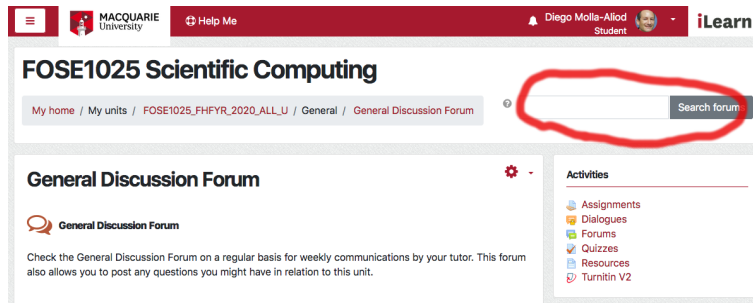 MACQUARIE
University
Help Me
Diego Molla-Aliod
Student
iLearn
FOSE1025 Scientific Computing
My home / My units / FOSE1025_FHFYR_2020_ALL_U / General / General Discussion Forum
Search forums
General Discussion Forum
General Discussion Forum
Check the General Discussion Forum on a regular basis for weekly communications by your tutor. This forum
also allows you to post any questions you might have in relation to this unit.
Activities
Assignments
Dialogues
Forums
Quizzes
Resources
Turnitin V2